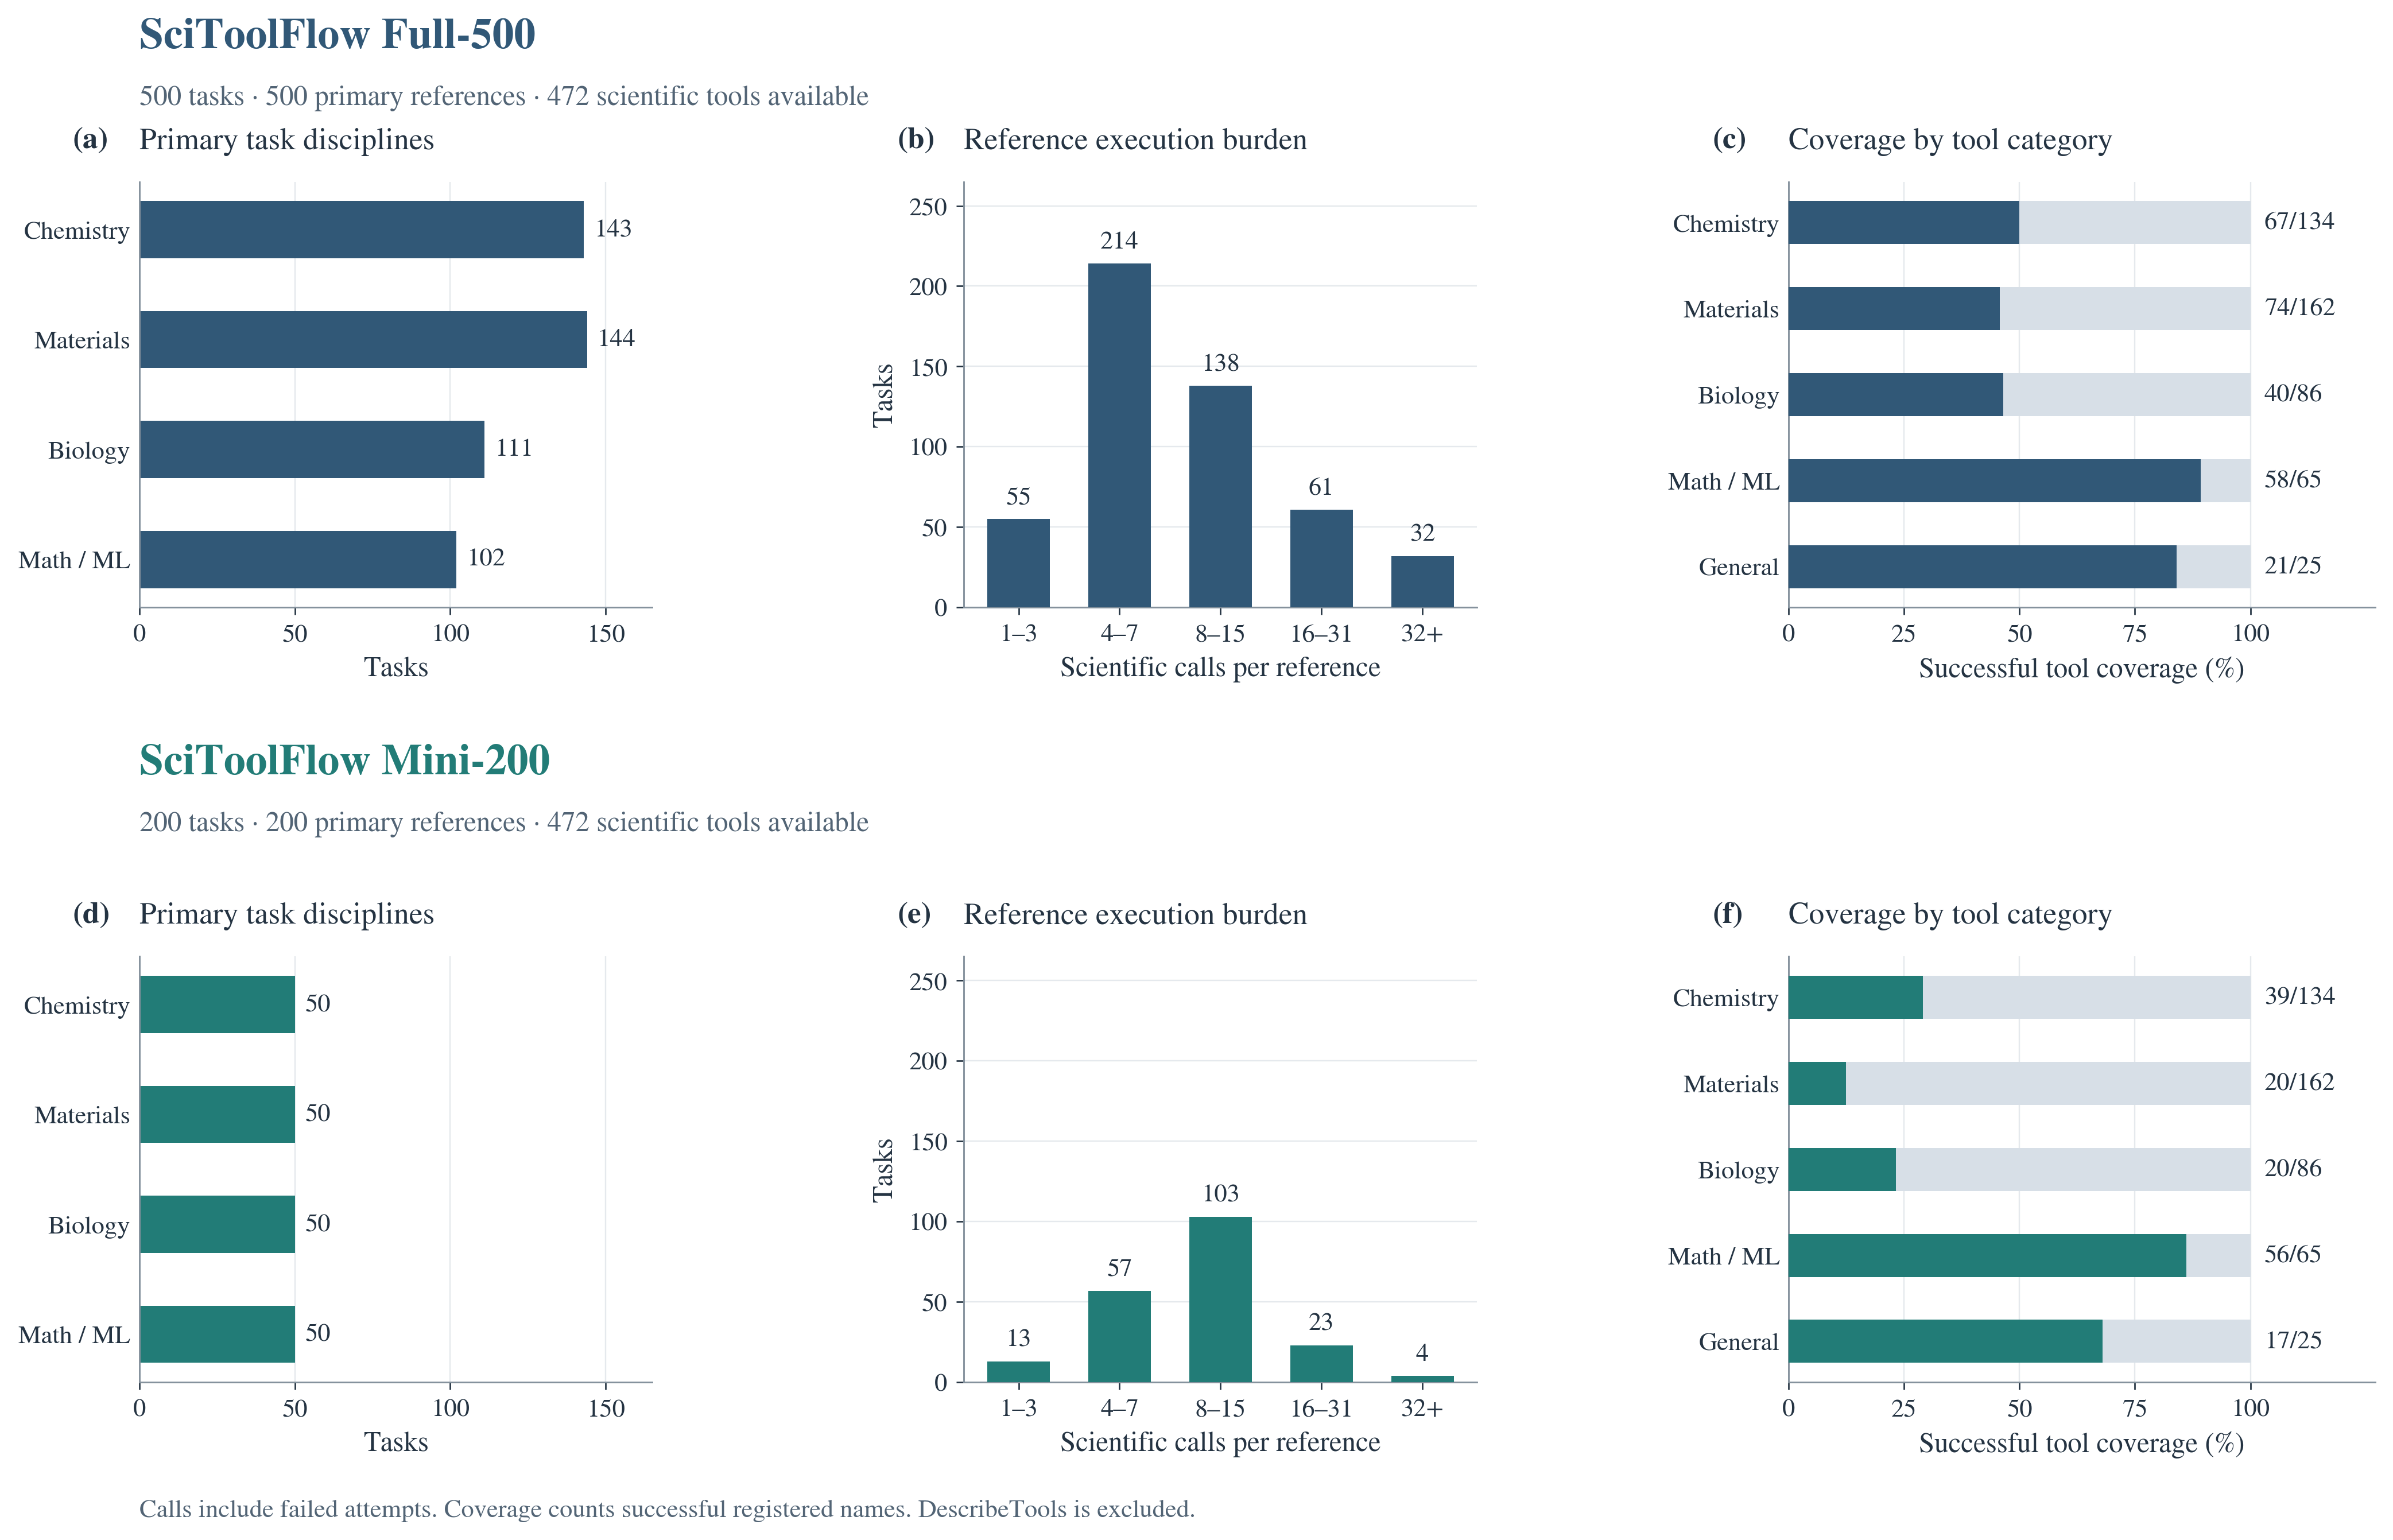 SciToolFlow Full-500
500 tasks · 500 primary references · 472 scientific tools available
(a) Primary task disciplines
Chemistry 143
Materials 144
Biology 111
Math / ML 102
0 50 100 150
Tasks
(b) Reference execution burden
250
200
150
100
50
0
Tasks
55
214
138
61
32
1–3 4–7 8–15 16–31 32+
Scientific calls per reference
(c) Coverage by tool category
Chemistry 67/134
Materials 74/162
Biology 40/86
Math / ML 58/65
General 21/25
0 25 50 75 100
Successful tool coverage (%)
SciToolFlow Mini-200
200 tasks · 200 primary references · 472 scientific tools available
(d) Primary task disciplines
Chemistry 50
Materials 50
Biology 50
Math / ML 50
0 50 100 150
Tasks
(e) Reference execution burden
250
200
150
100
50
0
Tasks
13
57
103
23
4
1–3 4–7 8–15 16–31 32+
Scientific calls per reference
(f) Coverage by tool category
Chemistry 39/134
Materials 20/162
Biology 20/86
Math / ML 56/65
General 17/25
0 25 50 75 100
Successful tool coverage (%)
Calls include failed attempts. Coverage counts successful registered names. DescribeTools is excluded.